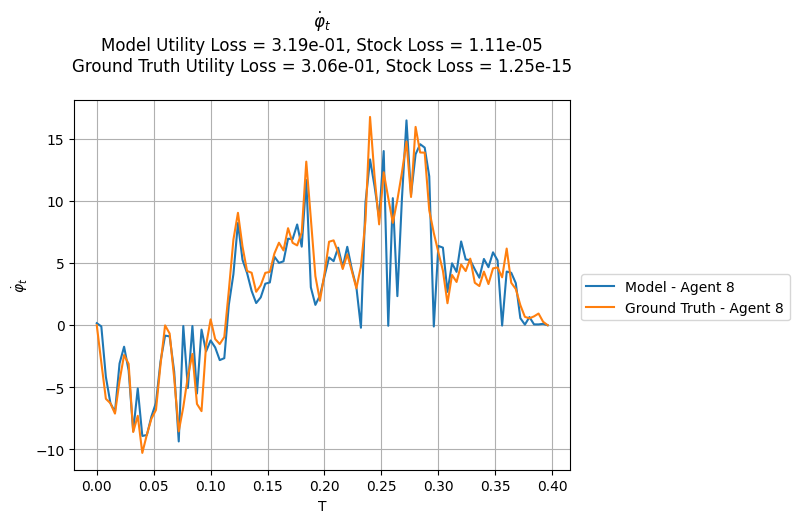 φ̇ₜ
Model Utility Loss = 3.19e-01, Stock Loss = 1.11e-05
Ground Truth Utility Loss = 3.06e-01, Stock Loss = 1.25e-15
15
10
5
0
−5
−10
φ̇ₜ
0.00 0.05 0.10 0.15 0.20 0.25 0.30 0.35 0.40
T
Model - Agent 8
Ground Truth - Agent 8